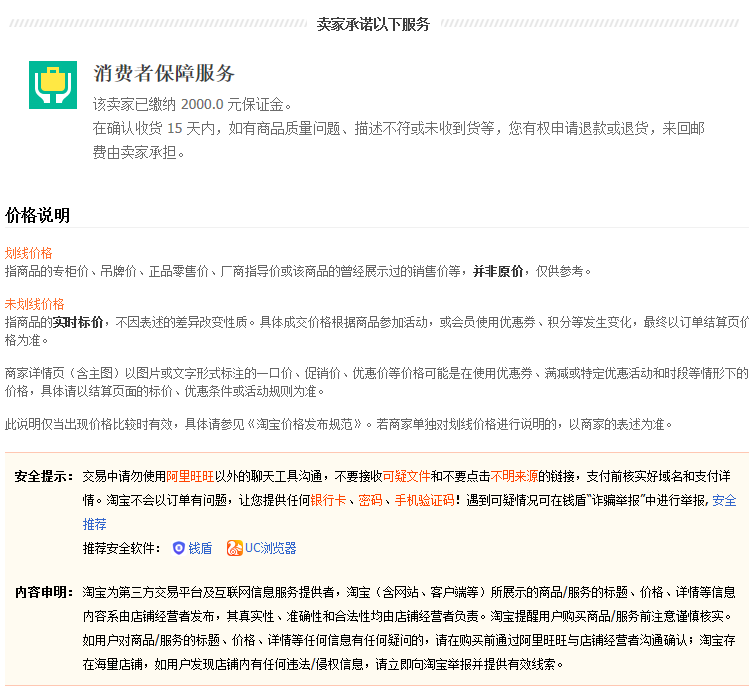 卖家承诺以下服务
消费者保障服务
该卖家已缴纳 2000.0 元保证金。
在确认收货 15 天内，如有商品质量问题、描述不符或未收到货等，您有权申请退款或退货，来回邮
费由卖家承担。
价格说明
划线价格
指商品的专柜价、吊牌价、正品零售价、厂商指导价或该商品的曾经展示过的销售价等，并非原价，仅供参考。
未划线价格
指商品的实时标价，不因表述的差异改变性质。具体成交价格根据商品参加活动，或会员使用优惠券、积分等发生变化，最终以订单结算页价
格为准。
商家详情页（含主图）以图片或文字形式标注的一口价、促销价、优惠价等价格可能是在使用优惠券、满减或特定优惠活动和时段等情形下的
价格，具体请以结算页面的标价、优惠条件或活动规则为准。
此说明仅当出现价格比较时有效，具体请参见《淘宝价格发布规范》。若商家单独对划线价格进行说明的，以商家的表述为准。
安全提示： 交易中请勿使用阿里旺旺以外的聊天工具沟通，不要接收可疑文件和不要点击不明来源的链接，支付前核实好域名和支付详
情。淘宝不会以订单有问题，让您提供任何银行卡、密码、手机验证码！遇到可疑情况可在钱盾“诈骗举报”中进行举报, 安全
推荐
推荐安全软件： 钱盾 UC浏览器
内容申明： 淘宝为第三方交易平台及互联网信息服务提供者，淘宝（含网站、客户端等）所展示的商品/服务的标题、价格、详情等信息
内容系由店铺经营者发布，其真实性、准确性和合法性均由店铺经营者负责。淘宝提醒用户购买商品/服务前注意谨慎核实。
如用户对商品/服务的标题、价格、详情等任何信息有任何疑问的，请在购买前通过阿里旺旺与店铺经营者沟通确认；淘宝存
在海量店铺，如用户发现店铺内有任何违法/侵权信息，请立即向淘宝举报并提供有效线索。